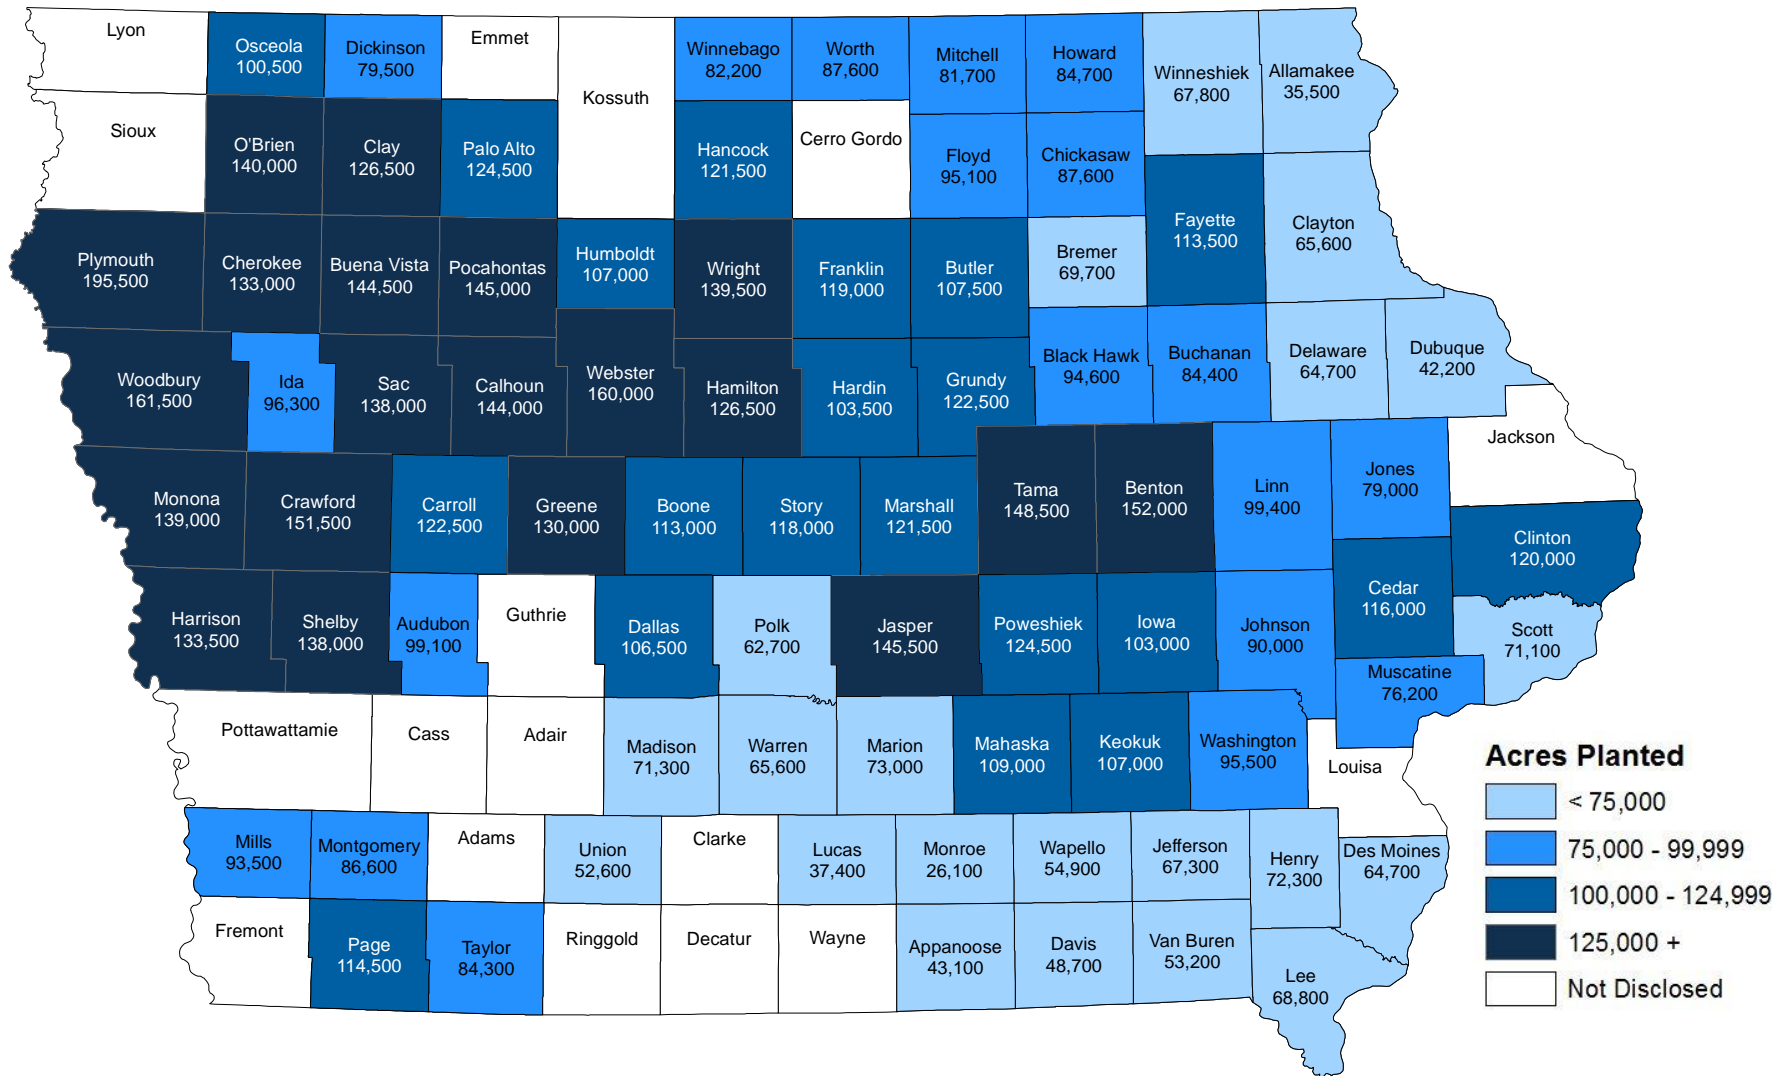 Lyon
Osceola
100,500
Dickinson
79,500
Emmet
Kossuth
Winnebago
82,200
Worth
87,600
Mitchell
81,700
Howard
84,700
Winneshiek
67,800
Allamakee
35,500
Sioux
O'Brien
140,000
Clay
126,500
Palo Alto
124,500
Hancock
121,500
Cerro Gordo
Floyd
95,100
Chickasaw
87,600
Fayette
113,500
Clayton
65,600
Plymouth
195,500
Cherokee
133,000
Buena Vista
144,500
Pocahontas
145,000
Humboldt
107,000
Wright
139,500
Franklin
119,000
Butler
107,500
Bremer
69,700
Woodbury
161,500
Ida
96,300
Sac
138,000
Calhoun
144,000
Webster
160,000
Hamilton
126,500
Hardin
103,500
Grundy
122,500
Black Hawk
94,600
Buchanan
84,400
Delaware
64,700
Dubuque
42,200
Jackson
Monona
139,000
Crawford
151,500
Carroll
122,500
Greene
130,000
Boone
113,000
Story
118,000
Marshall
121,500
Tama
148,500
Benton
152,000
Linn
99,400
Jones
79,000
Clinton
120,000
Harrison
133,500
Shelby
138,000
Audubon
99,100
Guthrie
Dallas
106,500
Polk
62,700
Jasper
145,500
Poweshiek
124,500
Iowa
103,000
Johnson
90,000
Cedar
116,000
Scott
71,100
Muscatine
76,200
Pottawattamie
Cass
Adair
Madison
71,300
Warren
65,600
Marion
73,000
Mahaska
109,000
Keokuk
107,000
Washington
95,500
Louisa
Mills
93,500
Montgomery
86,600
Adams
Union
52,600
Clarke
Lucas
37,400
Monroe
26,100
Wapello
54,900
Jefferson
67,300
Henry
72,300
Des Moines
64,700
Fremont
Page
114,500
Taylor
84,300
Ringgold
Decatur
Wayne
Appanoose
43,100
Davis
48,700
Van Buren
53,200
Lee
68,800
Acres Planted
< 75,000
75,000 - 99,999
100,000 - 124,999
125,000 +
Not Disclosed